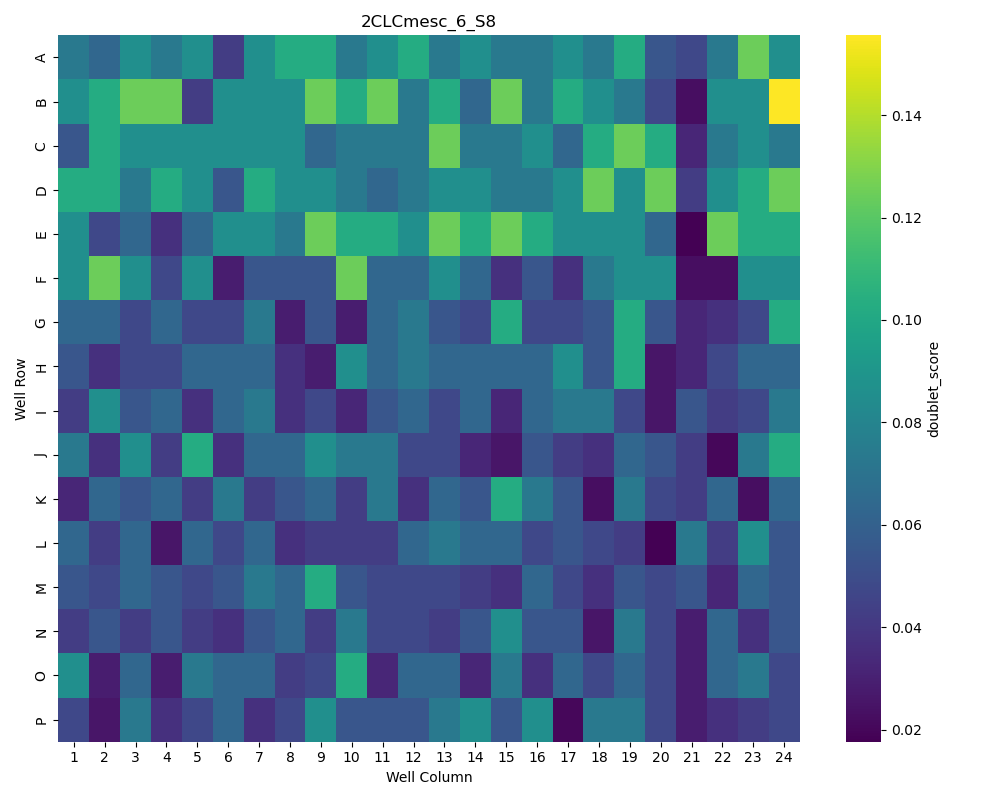 2CLCmesc_6_S8
Well Row
A
B
C
D
E
F
G
H
I
J
K
L
M
N
O
P
1 2 3 4 5 6 7 8 9 10 11 12 13 14 15 16 17 18 19 20 21 22 23 24
Well Column
0.14
0.12
0.10
0.08
0.06
0.04
0.02
doublet_score